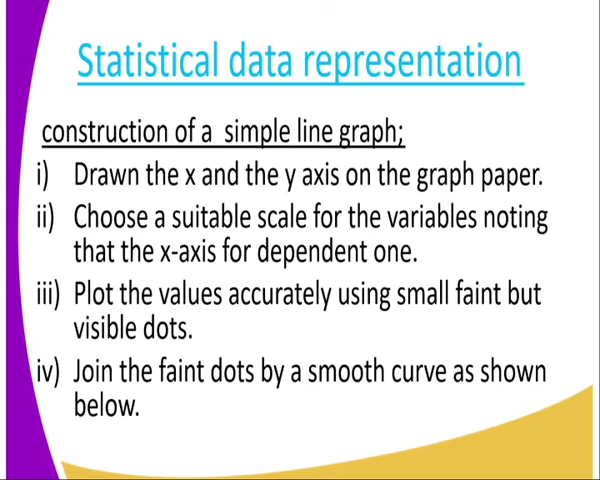 Statistical data representation
construction of a simple line graph;
i) Drawn the x and the y axis on the graph paper.
ii) Choose a suitable scale for the variables noting
that the x-axis for dependent one.
iii) Plot the values accurately using small faint but
visible dots.
iv) Join the faint dots by a smooth curve as shown
below.